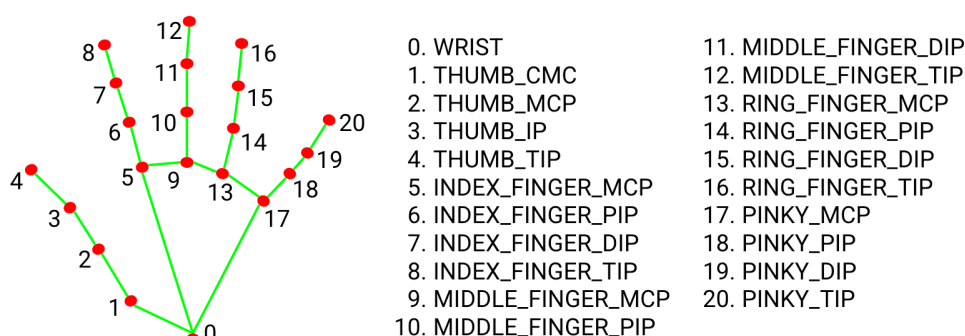 12
8
16
11
7
15
10
6
14
20
19
4
5
9
13
18
3
17
2
1
0
0. WRIST
1. THUMB_CMC
2. THUMB_MCP
3. THUMB_IP
4. THUMB_TIP
5. INDEX_FINGER_MCP
6. INDEX_FINGER_PIP
7. INDEX_FINGER_DIP
8. INDEX_FINGER_TIP
9. MIDDLE_FINGER_MCP
10. MIDDLE_FINGER_PIP
11. MIDDLE_FINGER_DIP
12. MIDDLE_FINGER_TIP
13. RING_FINGER_MCP
14. RING_FINGER_PIP
15. RING_FINGER_DIP
16. RING_FINGER_TIP
17. PINKY_MCP
18. PINKY_PIP
19. PINKY_DIP
20. PINKY_TIP